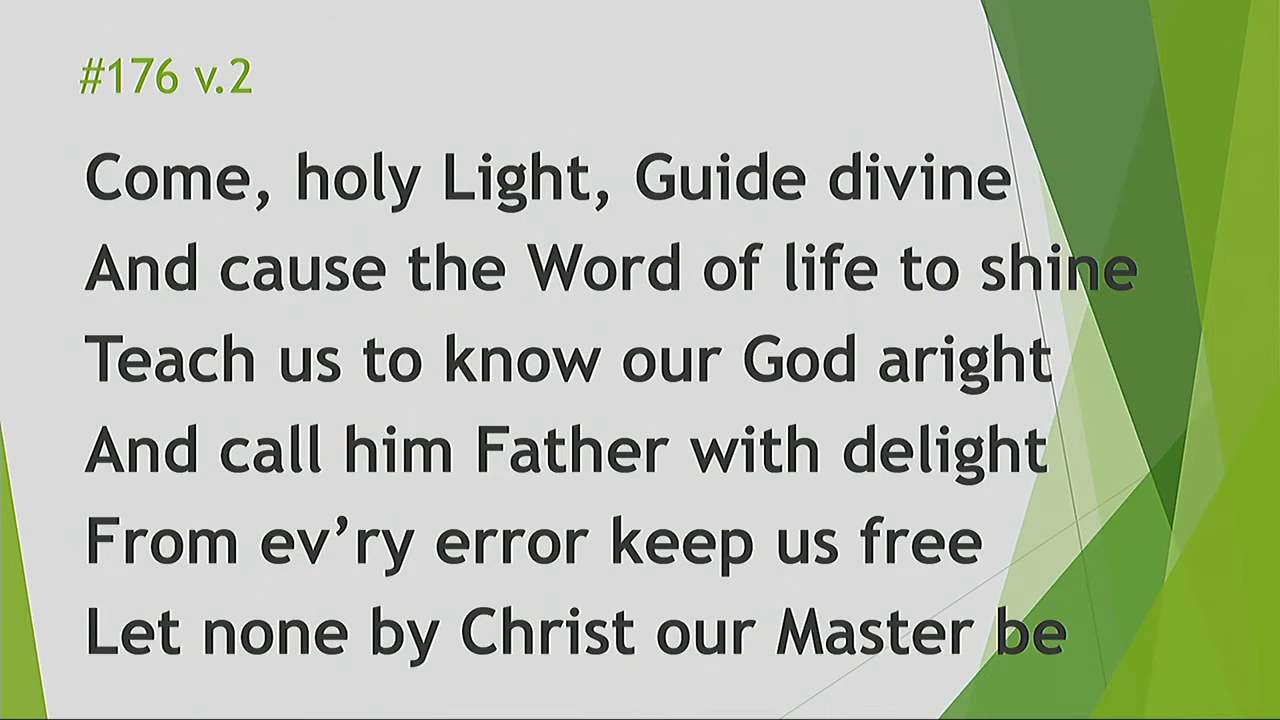 #176 v.2
Come, holy Light, Guide divine
And cause the Word of life to shine
Teach us to know our God aright
And call him Father with delight
From ev’ry error keep us free
Let none by Christ our Master be